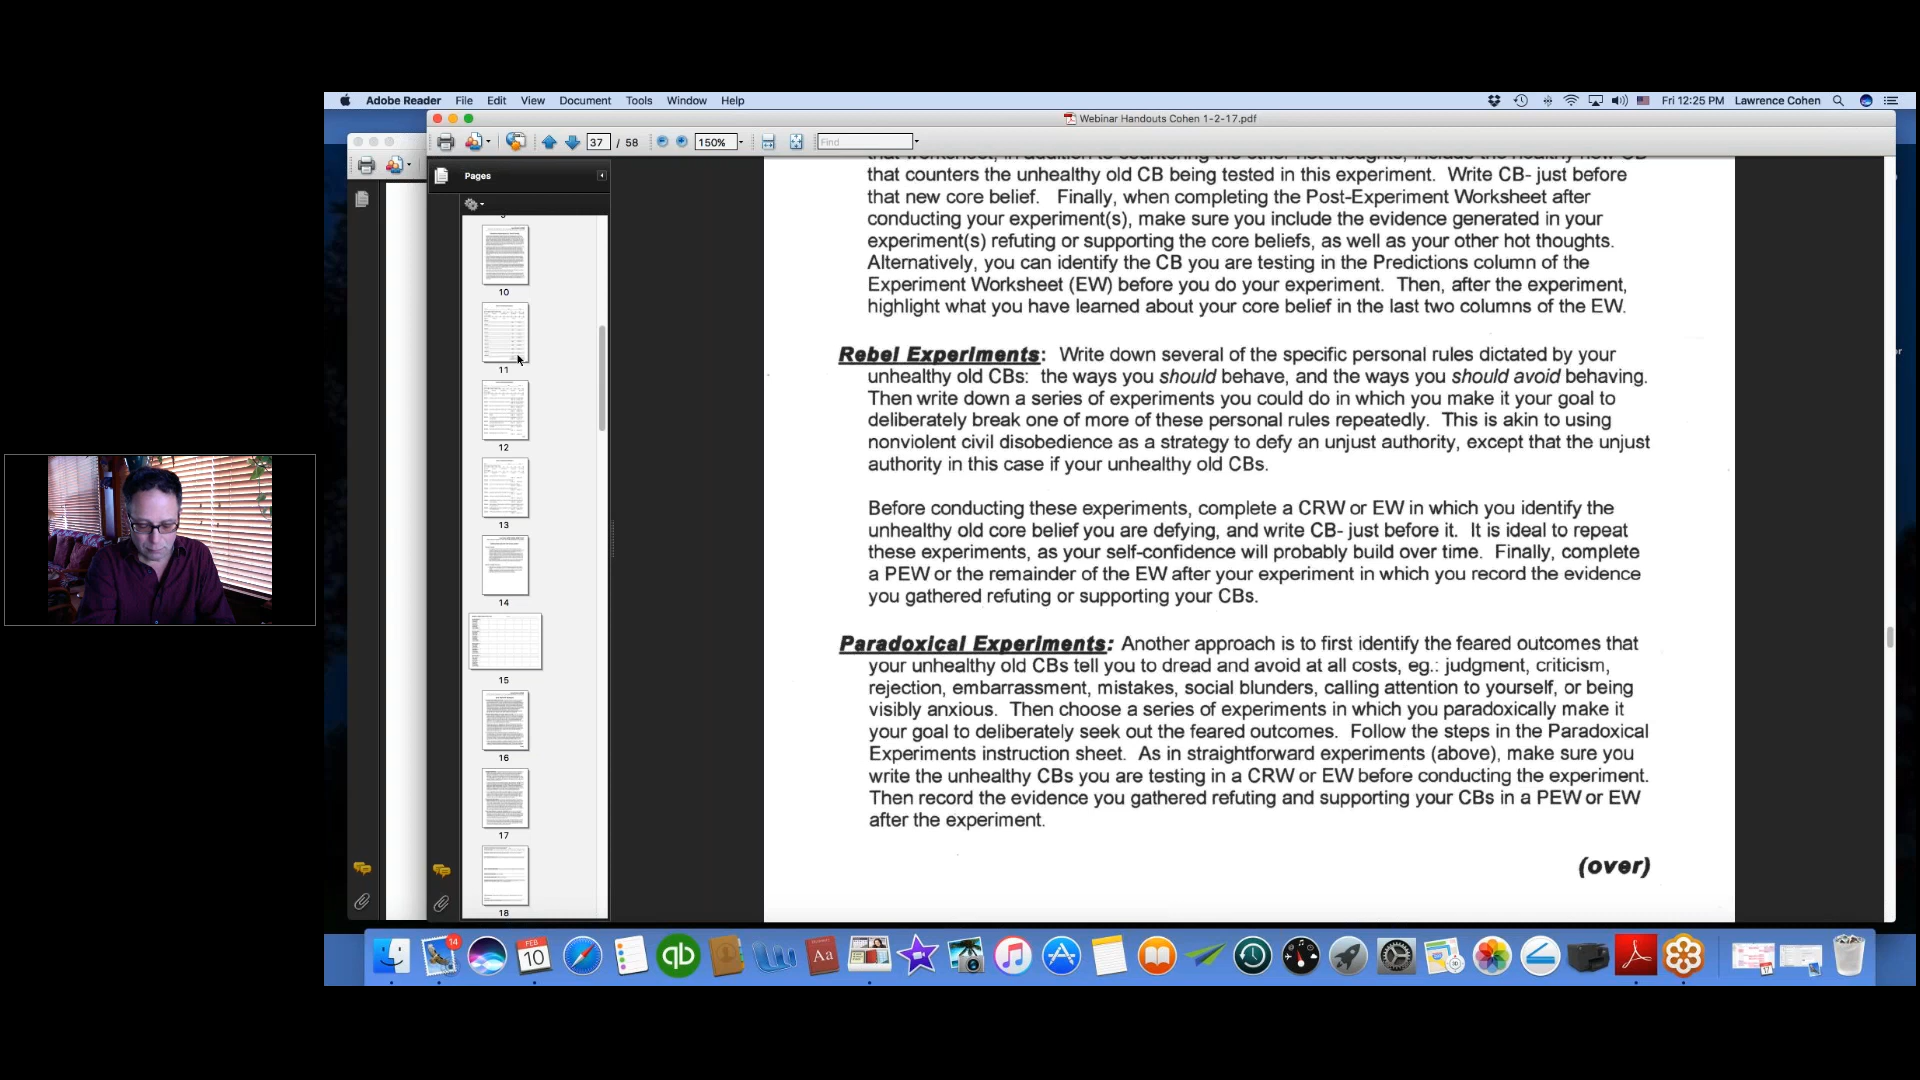 Adobe Reader File Edit View Document Tools Window Help
Fri 12:25 PM Lawrence Cohen
Webinar Handouts Cohen 1-2-17.pdf
37 / 58 150% Find
Pages
10
11
12
13
14
15
16
17
18
that counters the unhealthy old CB being tested in this experiment. Write CB- just before
that new core belief. Finally, when completing the Post-Experiment Worksheet after
conducting your experiment(s), make sure you include the evidence generated in your
experiment(s) refuting or supporting the core beliefs, as well as your other hot thoughts.
Alternatively, you can identify the CB you are testing in the Predictions column of the
Experiment Worksheet (EW) before you do your experiment. Then, after the experiment,
highlight what you have learned about your core belief in the last two columns of the EW.
Rebel Experiments: Write down several of the specific personal rules dictated by your
unhealthy old CBs: the ways you should behave, and the ways you should avoid behaving.
Then write down a series of experiments you could do in which you make it your goal to
deliberately break one of more of these personal rules repeatedly. This is akin to using
nonviolent civil disobedience as a strategy to defy an unjust authority, except that the unjust
authority in this case if your unhealthy old CBs.
Before conducting these experiments, complete a CRW or EW in which you identify the
unhealthy old core belief you are defying, and write CB- just before it. It is ideal to repeat
these experiments, as your self-confidence will probably build over time. Finally, complete
a PEW or the remainder of the EW after your experiment in which you record the evidence
you gathered refuting or supporting your CBs.
Paradoxical Experiments: Another approach is to first identify the feared outcomes that
your unhealthy old CBs tell you to dread and avoid at all costs, eg.: judgment, criticism,
rejection, embarrassment, mistakes, social blunders, calling attention to yourself, or being
visibly anxious. Then choose a series of experiments in which you paradoxically make it
your goal to deliberately seek out the feared outcomes. Follow the steps in the Paradoxical
Experiments instruction sheet. As in straightforward experiments (above), make sure you
write the unhealthy CBs you are testing in a CRW or EW before conducting the experiment.
Then record the evidence you gathered refuting and supporting your CBs in a PEW or EW
after the experiment.
(over)
14
FEB
10
qb
Aa
17